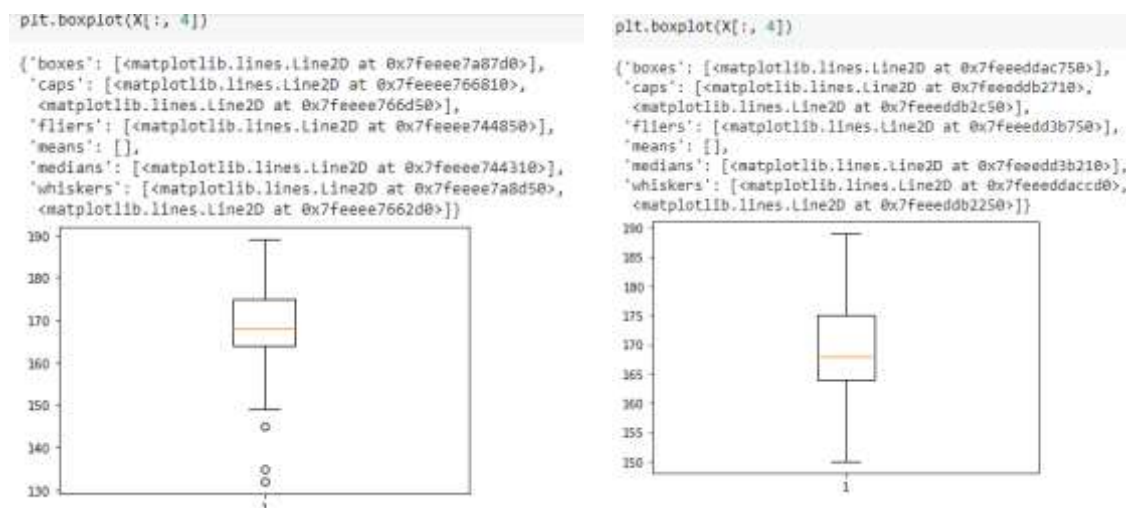 plt.boxplot(X[:, 4])
{'boxes': [<matplotlib.lines.Line2D at 0x7feeee7a87d0>],
'caps': [<matplotlib.lines.Line2D at 0x7feeee766810>,
<matplotlib.lines.Line2D at 0x7feeee766d50>],
'fliers': [<matplotlib.lines.Line2D at 0x7feeee744850>],
'means': [],
'medians': [<matplotlib.lines.Line2D at 0x7feeee744310>],
'whiskers': [<matplotlib.lines.Line2D at 0x7feeee7a8d50>,
<matplotlib.lines.Line2D at 0x7feeee7662d0>]}
190
180
170
160
150
140
130
1
plt.boxplot(X[:, 4])
{'boxes': [<matplotlib.lines.Line2D at 0x7feeeddac750>],
'caps': [<matplotlib.lines.Line2D at 0x7feeeddb2710>,
<matplotlib.lines.Line2D at 0x7feeeddb2c50>],
'fliers': [<matplotlib.lines.Line2D at 0x7feeedd3b750>],
'means': [],
'medians': [<matplotlib.lines.Line2D at 0x7feeedd3b210>],
'whiskers': [<matplotlib.lines.Line2D at 0x7feeeddaccd0>,
<matplotlib.lines.Line2D at 0x7feeeddb2250>]}
190
185
180
175
170
165
160
155
150
1